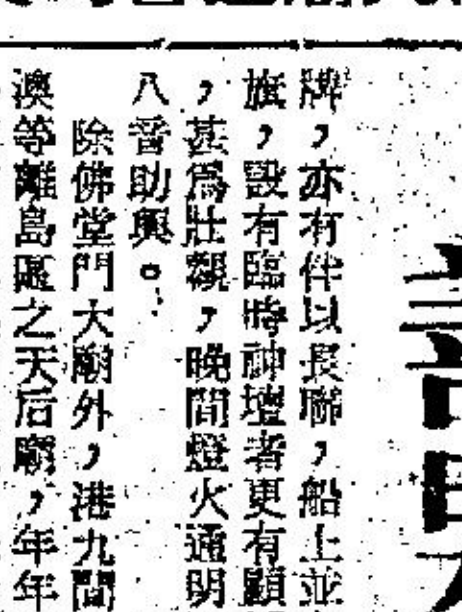 牌，亦有伴以長聯，船上並
旗，設有臨時神壇者更有顯
，甚爲壯觀，晚間燈火通明
八音助興。
除佛堂門大廟外，港九間
澳等離島區之天后廟，年年